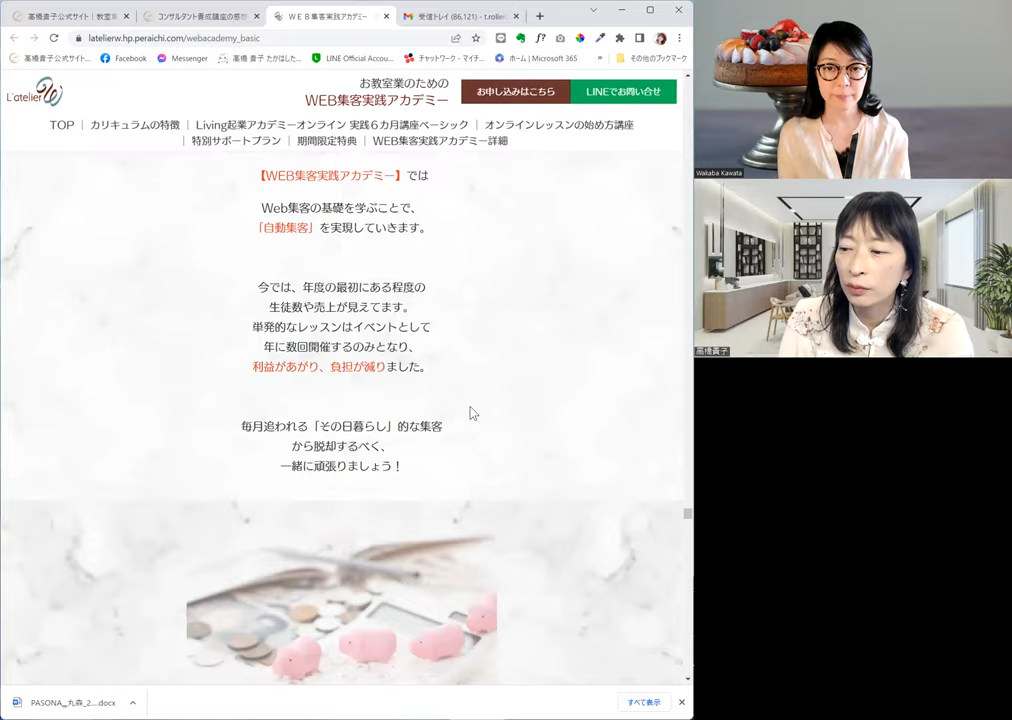 高橋貴子公式サイト｜教室集
コンサルタント養成講座の感想
ＷＥＢ集客実践アカデミー
受信トレイ (86,121) - t.rollei
latelierw.hp.peraichi.com/webacademy_basic
高橋貴子公式サイト...
Facebook
Messenger
高橋 貴子 たかはした...
LINE Official Accou...
チャットワーク - マイチ...
ホーム | Microsoft 365
»
その他のブックマーク
L'atelier W
お教室業のための
WEB集客実践アカデミー
お申し込みはこちら
LINEでお問い合せ
TOP ｜ カリキュラムの特徴 ｜ Living起業アカデミーオンライン 実践６カ月講座ベーシック ｜ オンラインレッスンの始め方講座
｜ 特別サポートプラン ｜ 期間限定特典 ｜ WEB集客実践アカデミー詳細
【WEB集客実践アカデミー】では
Web集客の基礎を学ぶことで、
「自動集客」を実現していきます。
今では、年度の最初にある程度の
生徒数や売上が見えてます。
単発的なレッスンはイベントとして
年に数回開催するのみとなり、
利益があがり、負担が減りました。
毎月追われる「その日暮らし」的な集客
から脱却するべく、
一緒に頑張りましょう！
PASONA_丸森_2....docx
すべて表示
Wakaba Kawata
高橋貴子